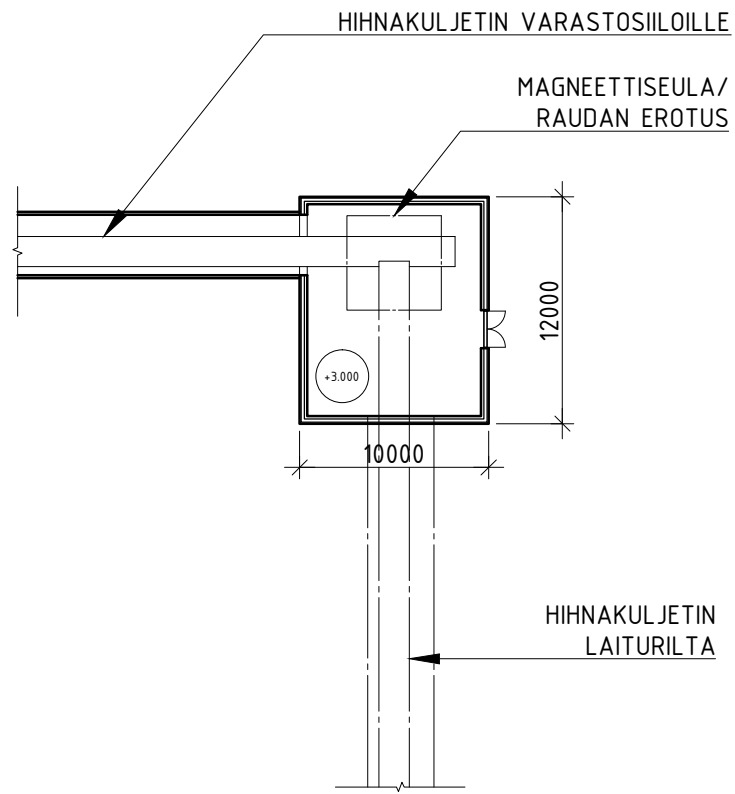 HIHNAKULJETIN VARASTOSIILOILLE
MAGNEETTISEULA/
RAUDAN EROTUS
12000
+3.000
10000
HIHNAKULJETIN
LAITURILTA